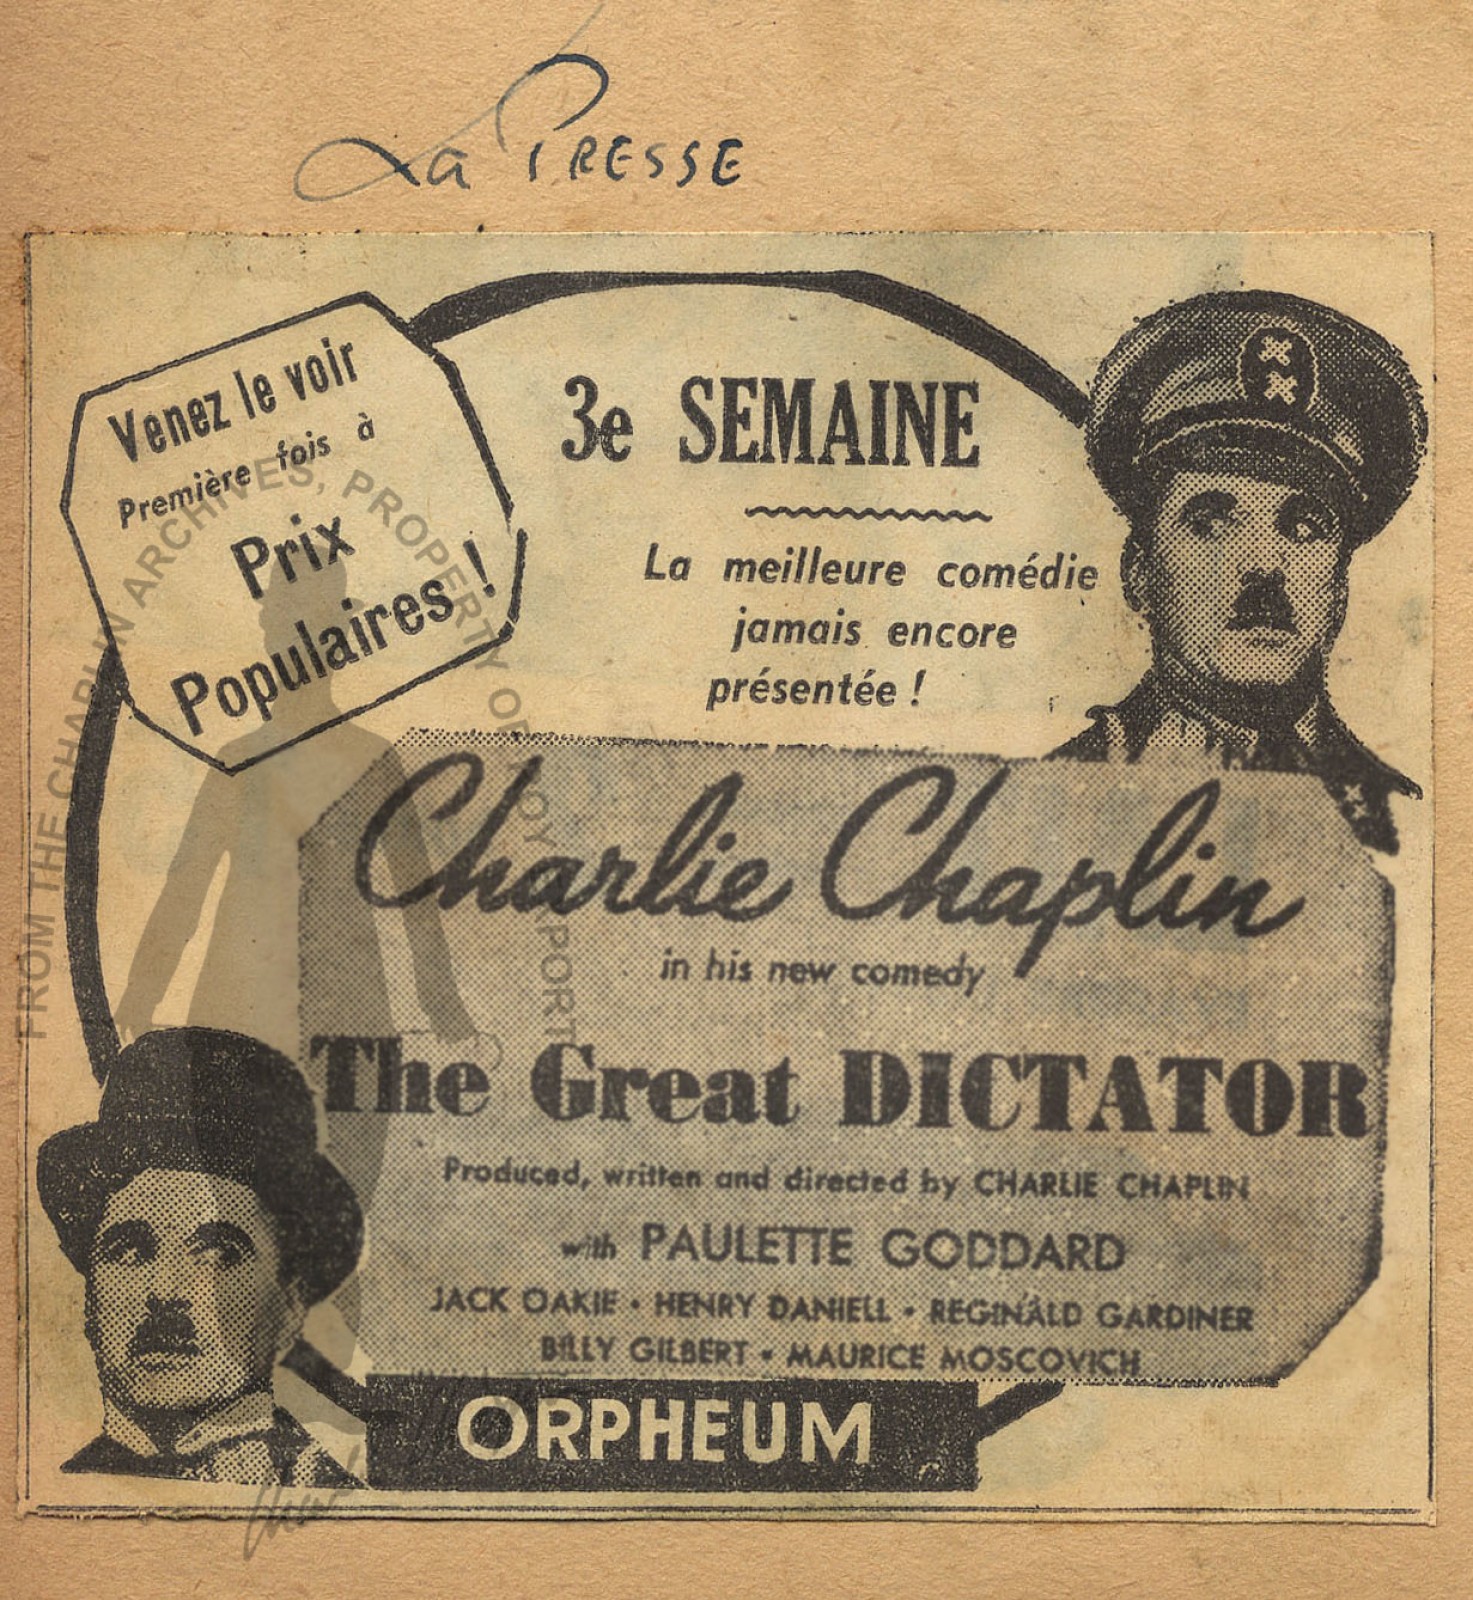 La PRESSE
Venez le voir
Première fois à
Prix
Populaires !
3e SEMAINE
La meilleure comédie
jamais encore
présentée !
Charlie Chaplin
in his new comedy
The Great DICTATOR
Produced, written and directed by CHARLIE CHAPLIN
with PAULETTE GODDARD
JACK OAKIE • HENRY DANIELL • REGINALD GARDINER
BILLY GILBERT • MAURICE MOSCOVICH
ORPHEUM
FROM THE CHAPLIN ARCHIVES, PROPERTY OF ROY EXPORT